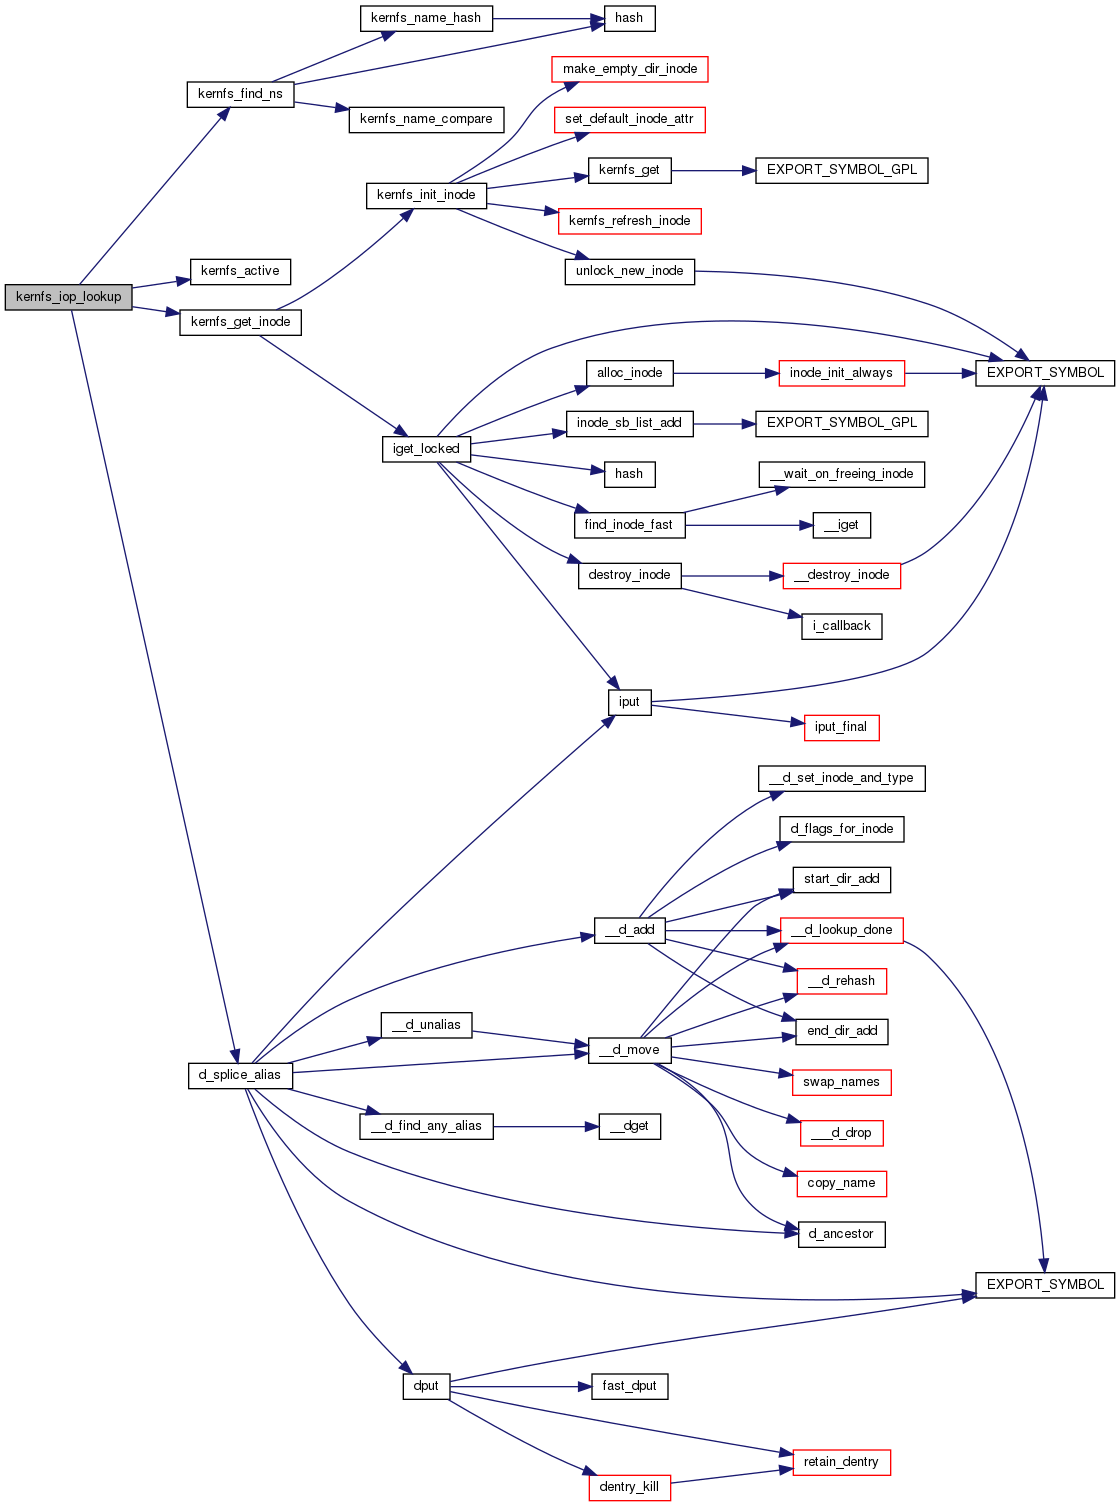 kernfs_name_hash
hash
make_empty_dir_inode
kernfs_find_ns
kernfs_name_compare
set_default_inode_attr
kernfs_get
EXPORT_SYMBOL_GPL
kernfs_init_inode
kernfs_refresh_inode
kernfs_active
unlock_new_inode
kernfs_iop_lookup
kernfs_get_inode
alloc_inode
inode_init_always
EXPORT_SYMBOL
inode_sb_list_add
EXPORT_SYMBOL_GPL
iget_locked
hash
__wait_on_freeing_inode
find_inode_fast
__iget
destroy_inode
__destroy_inode
i_callback
iput
iput_final
__d_set_inode_and_type
d_flags_for_inode
start_dir_add
__d_add
__d_lookup_done
__d_rehash
__d_unalias
end_dir_add
__d_move
d_splice_alias
swap_names
__d_find_any_alias
__dget
___d_drop
copy_name
d_ancestor
EXPORT_SYMBOL
dput
fast_dput
retain_dentry
dentry_kill